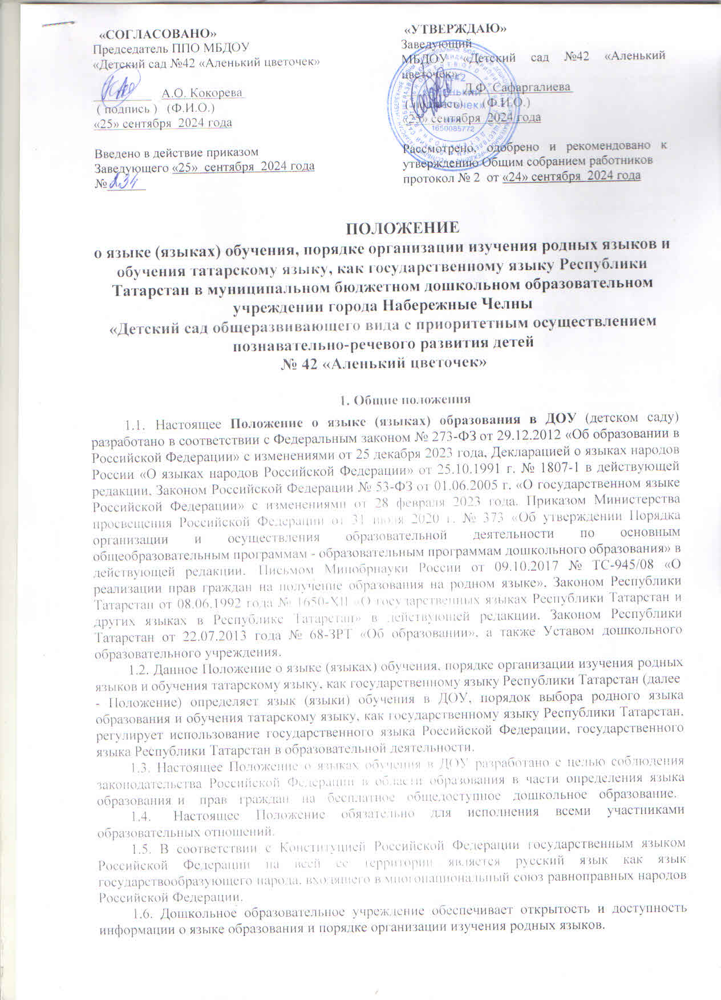 «СОГЛАСОВАНО»
Председатель ППО МБДОУ
«Детский сад №42 «Аленький цветочек»
А.О. Кокорева
( подпись ) (Ф.И.О.)
«25» сентября 2024 года
Введено в действие приказом
Заведующего «25» сентября 2024 года
№ 234
«УТВЕРЖДАЮ»
Заведующий
МБДОУ «Детский сад №42 «Аленький
цветочек»
Л.Ф. Сафаргалиева
( подпись) (Ф.И.О.)
«25» сентября 2024 года
1650085772
Рассмотрено, одобрено и рекомендовано к
утверждению Общим собранием работников
протокол № 2 от «24» сентября 2024 года
ПОЛОЖЕНИЕ
о языке (языках) обучения, порядке организации изучения родных языков и
обучения татарскому языку, как государственному языку Республики
Татарстан в муниципальном бюджетном дошкольном образовательном
учреждении города Набережные Челны
«Детский сад общеразвивающего вида с приоритетным осуществлением
познавательно-речевого развития детей
№ 42 «Аленький цветочек»
1. Общие положения
1.1. Настоящее Положение о языке (языках) образования в ДОУ (детском саду)
разработано в соответствии с Федеральным законом № 273-ФЗ от 29.12.2012 «Об образовании в
Российской Федерации» с изменениями от 25 декабря 2023 года, Декларацией о языках народов
России «О языках народов Российской Федерации» от 25.10.1991 г. № 1807-1 в действующей
редакции, Законом Российской Федерации № 53-ФЗ от 01.06.2005 г. «О государственном языке
Российской Федерации» с изменениями от 28 февраля 2023 года, Приказом Министерства
просвещения Российской Федерации от 31 июля 2020 г. № 373 «Об утверждении Порядка
организации и осуществления образовательной деятельности по основным
общеобразовательным программам - образовательным программам дошкольного образования» в
действующей редакции, Письмом Минобрнауки России от 09.10.2017 № ТС-945/08 «О
реализации прав граждан на получение образования на родном языке», Законом Республики
Татарстан от 08.06.1992 года № 1650-XII «О государственных языках Республики Татарстан и
других языках в Республике Татарстан» в действующей редакции, Законом Республики
Татарстан от 22.07.2013 года № 68-ЗРТ «Об образовании», а также Уставом дошкольного
образовательного учреждения.
1.2. Данное Положение о языке (языках) обучения, порядке организации изучения родных
языков и обучения татарскому языку, как государственному языку Республики Татарстан (далее
- Положение) определяет язык (языки) обучения в ДОУ, порядок выбора родного языка
образования и обучения татарскому языку, как государственному языку Республики Татарстан,
регулирует использование государственного языка Российской Федерации, государственного
языка Республики Татарстан в образовательной деятельности.
1.3. Настоящее Положение о языках обучения в ДОУ разработано с целью соблюдения
законодательства Российской Федерации в области образования в части определения языка
образования и прав граждан на бесплатное общедоступное дошкольное образование.
1.4. Настоящее Положение обязательно для исполнения всеми участниками
образовательных отношений.
1.5. В соответствии с Конституцией Российской Федерации государственным языком
Российской Федерации на всей ее территории является русский язык как язык
государствообразующего народа, входящего в многонациональный союз равноправных народов
Российской Федерации.
1.6. Дошкольное образовательное учреждение обеспечивает открытость и доступность
информации о языке образования и порядке организации изучения родных языков.